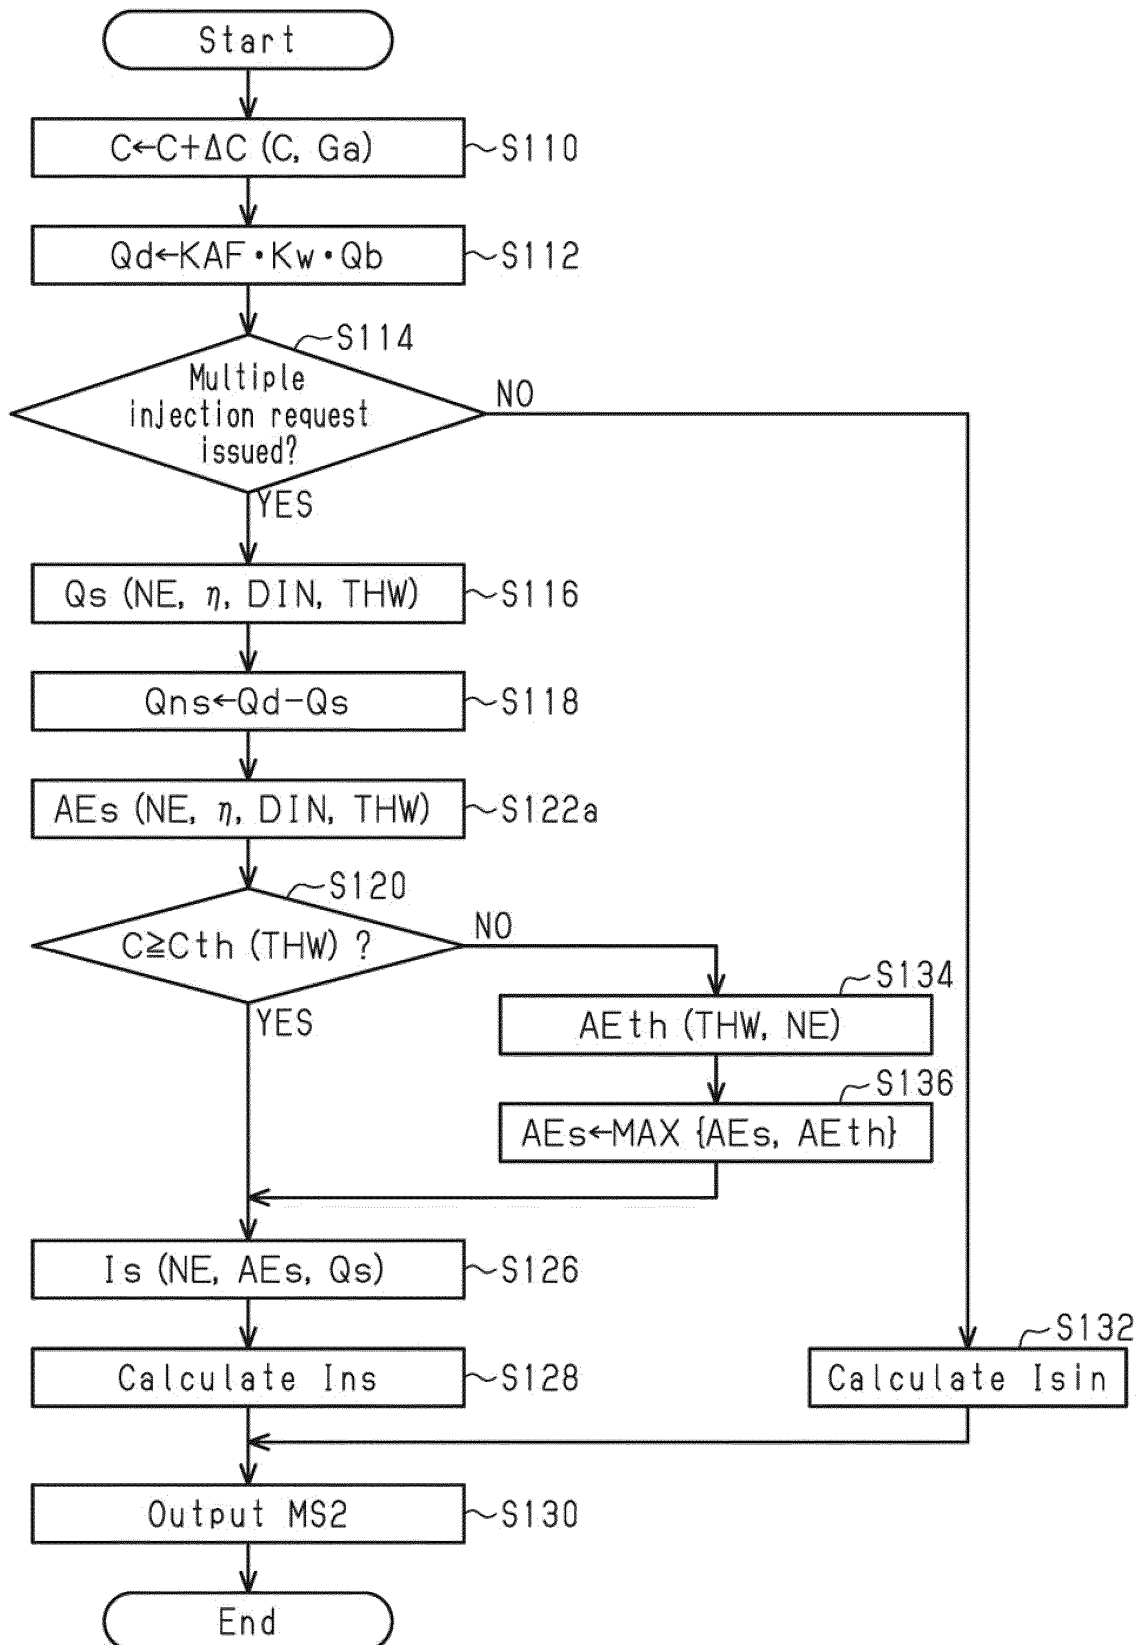 Start
C←C+ΔC (C, Ga)
S110
Qd←KAF・Kw・Qb
S112
S114
Multiple
injection request
issued?
NO
YES
Qs (NE, η, DIN, THW)
S116
Qns←Qd−Qs
S118
AEs (NE, η, DIN, THW)
S122a
S120
C≧Cth (THW) ?
NO
YES
S134
AEth (THW, NE)
S136
AEs←MAX {AEs, AEth}
Is (NE, AEs, Qs)
S126
Calculate Ins
S128
S132
Calculate Isin
Output MS2
S130
End